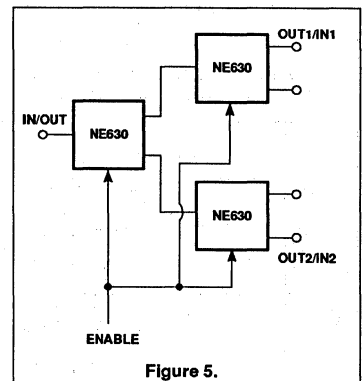 OUT1/IN1
NE630
IN/OUT
NE630
NE630
OUT2/IN2
ENABLE
Figure 5.